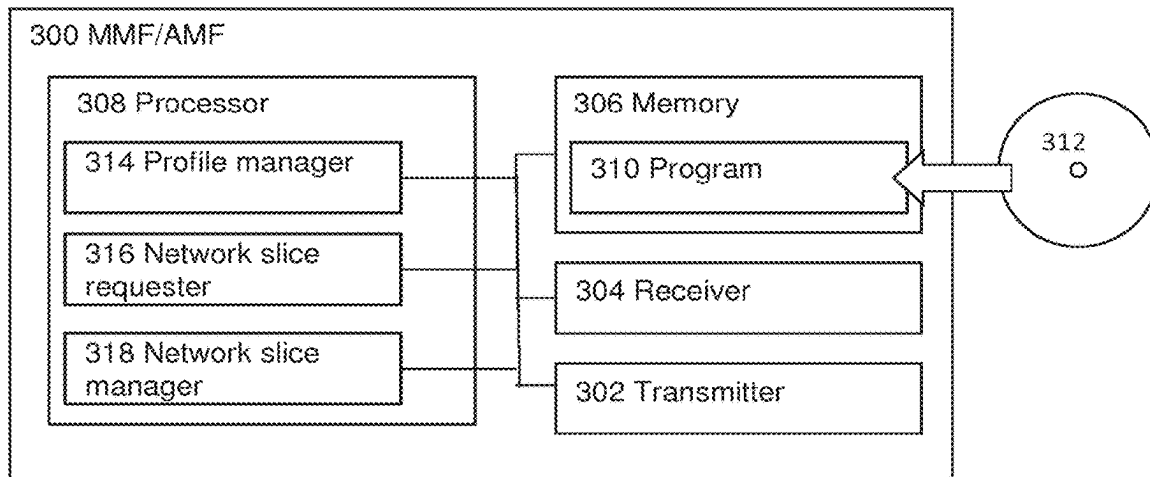 300 MMF/AMF
308 Processor
314 Profile manager
316 Network slice
requester
318 Network slice
manager
306 Memory
310 Program
304 Receiver
302 Transmitter
312